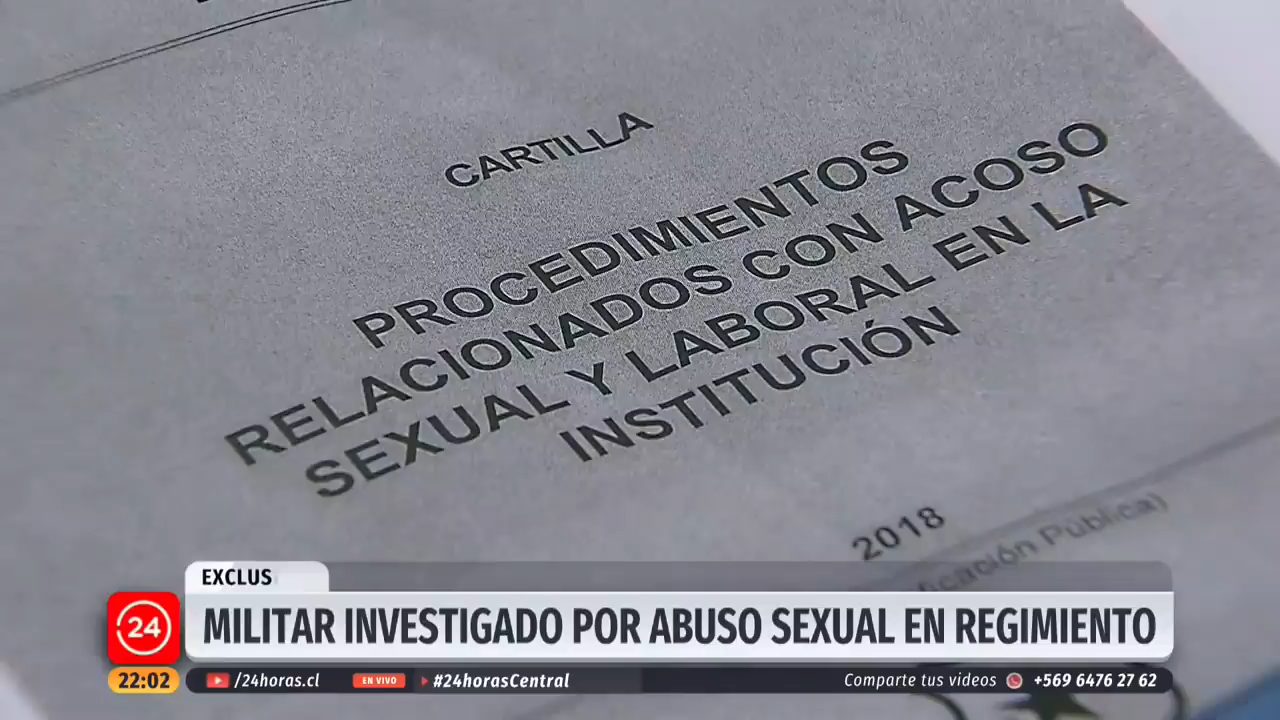 CARTILLA
PROCEDIMIENTOS
RELACIONADOS CON ACOSO
SEXUAL Y LABORAL EN LA
INSTITUCIÓN
2018
Pública)
EXCLUS
24 MILITAR INVESTIGADO POR ABUSO SEXUAL EN REGIMIENTO
22:02 /24horas.cl EN VIVO #24horasCentral Comparte tus videos +569 6476 27 62